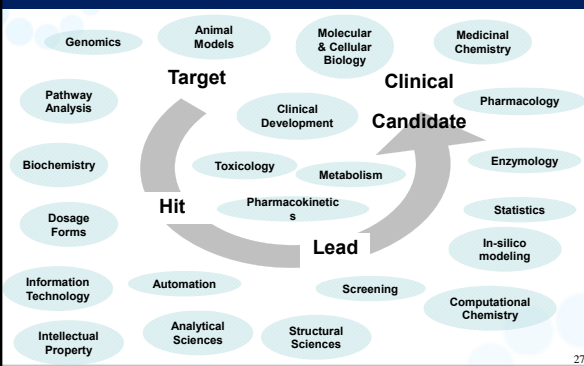 Genomics
Animal
Models
Molecular
& Cellular
Biology
Medicinal
Chemistry
Target
Clinical
Candidate
Pathway
Analysis
Clinical
Development
Pharmacology
Biochemistry
Toxicology
Metabolism
Enzymology
Hit
Pharmacokinetic
s
Statistics
Dosage
Forms
Lead
In-silico
modeling
Information
Technology
Automation
Screening
Computational
Chemistry
Intellectual
Property
Analytical
Sciences
Structural
Sciences
27